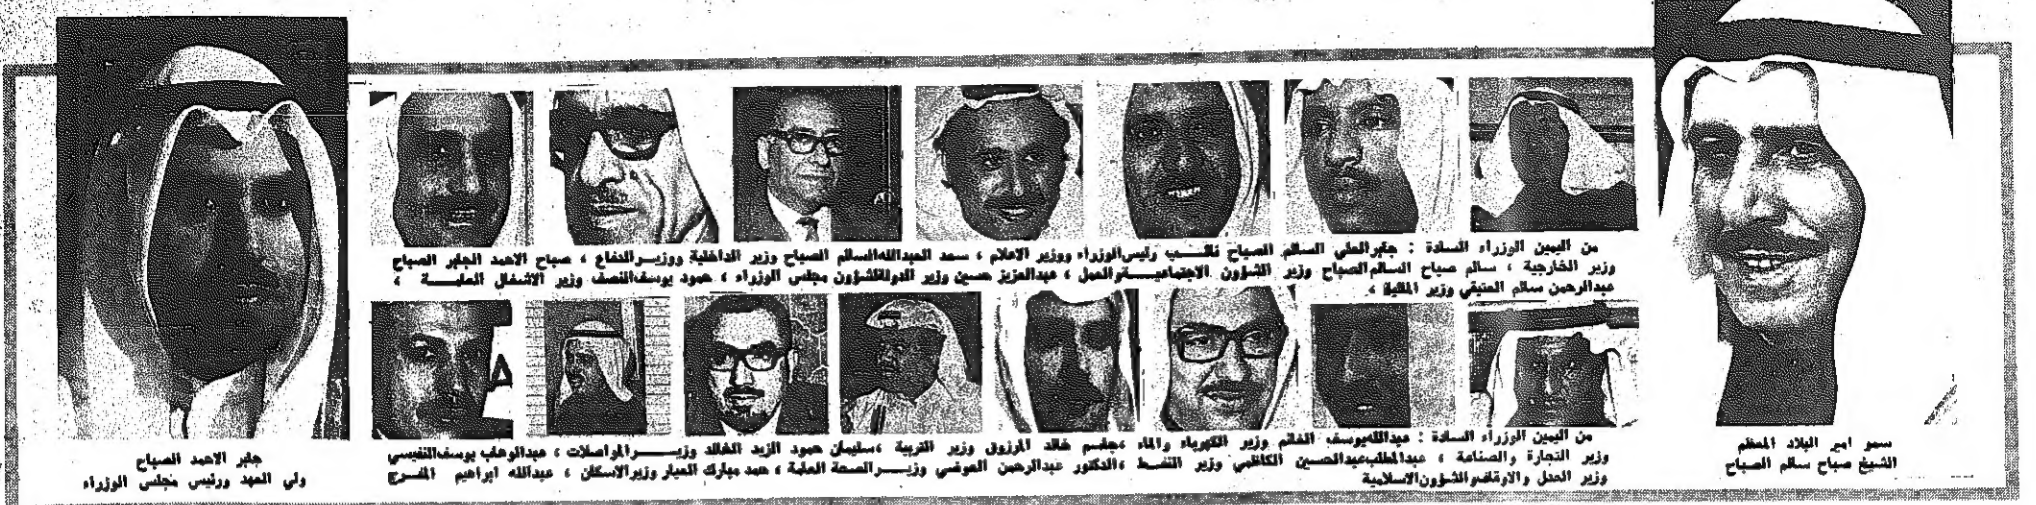 سمو امير البلاد المعظم
الشيخ صباح سالم الصباح
من اليمين الوزراء السادة : جابر العلي السالم الصباح نائب رئيس الوزراء ووزير الاعلام ، سعد العبدالله السالم الصباح وزير الداخلية ووزير الدفاع ، صباح الاحمد الجابر الصباح
وزير الخارجية ، سالم صباح السالم الصباح وزير الشؤون الاجتماعية والعمل ، عبدالعزيز حسين وزير الدولة لشؤون مجلس الوزراء ، حمود يوسف النصف وزير الاشغال العامة ،
عبدالرحمن سالم العتيقي وزير المالية .
من اليمين الوزراء السادة : عبدالله يوسف الغانم وزير الكهرباء والماء ، جاسم خالد المرزوق وزير التربية ، سليمان حمود الزيد الخالد وزير المواصلات ، عبدالوهاب يوسف النفيسي
وزير التجارة والصناعة ، عبدالمطلب عبدالحسين الكاظمي وزير النفط ، الدكتور عبدالرحمن العوضي وزير الصحة العامة ، حمد مبارك العيار وزير الاسكان ، عبدالله ابراهيم المفرج
وزير العدل والاوقاف والشؤون الاسلامية
جابر الاحمد الصباح
ولي العهد ورئيس مجلس الوزراء